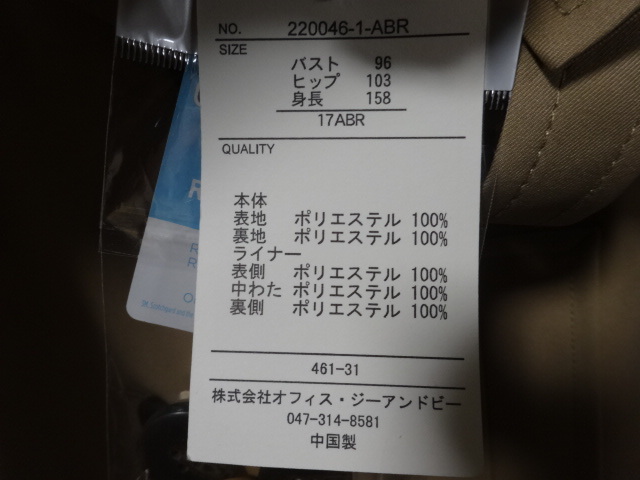 NO. 220046-1-ABR
SIZE
バスト 96
ヒップ 103
身長 158
17ABR
QUALITY
本体
表地 ポリエステル 100%
裏地 ポリエステル 100%
ライナー
表側 ポリエステル 100%
中わた ポリエステル 100%
裏側 ポリエステル 100%
461-31
株式会社オフィス・ジーアンドビー
047-314-8581
中国製